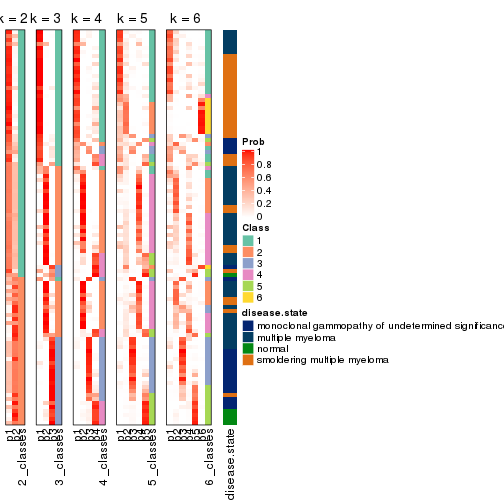 k = 2 k = 3 k = 4 k = 5 k = 6
Prob
1
0.8
0.6
0.4
0.2
0
Class
1
2
3
4
5
6
disease.state
monoclonal gammopathy of undetermined significance
multiple myeloma
normal
smoldering multiple myeloma
p1
p2
2_classes
p1
p2
p3
3_classes
p1
p2
p3
p4
4_classes
p1
p2
p3
p4
p5
5_classes
p1
p2
p3
p4
p5
p6
6_classes
disease.state